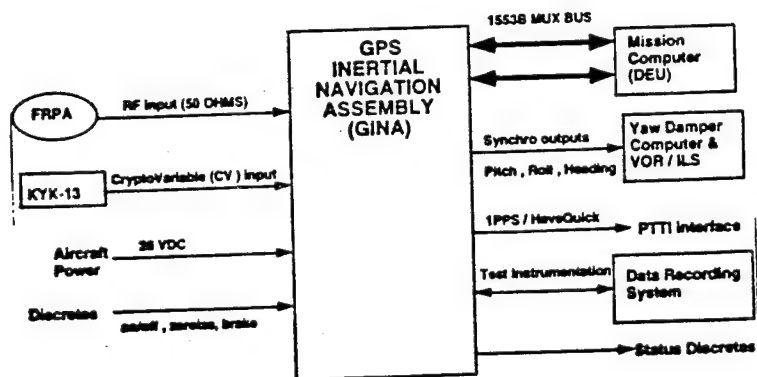 1553B MUX BUS
GPS
INERTIAL
NAVIGATION
ASSEMBLY
(GINA)
Mission
Computer
(DEU)
FRPA
RF Input (50 OHMS)
Synchro outputs
Pitch , Roll , Heading
Yaw Damper
Computer &
VOR / ILS
KYK-13
CryptoVariable (CV ) input
1PPS / HaveQuick
PTTI interface
Aircraft
Power
28 VDC
Test Instrumentation
Data Recording
System
Discretes
on/off , zeroize, brake
Status Discretes